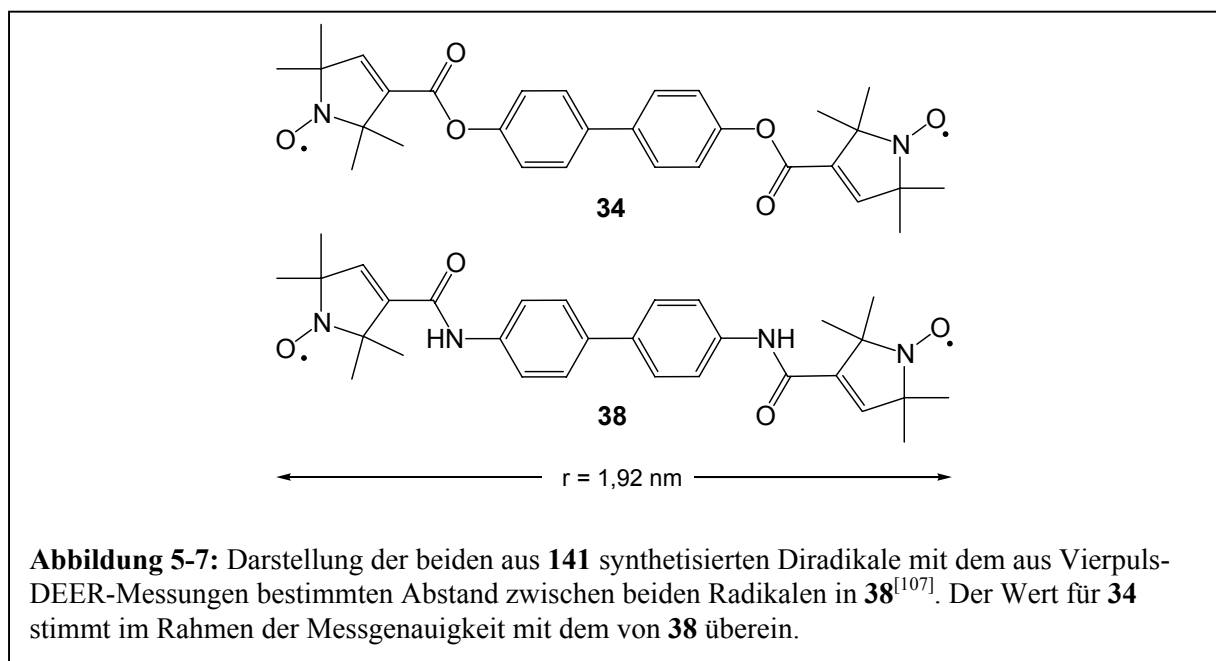 O
O
N
O•
O
O
N
O•
34
O
HN
N
O•
NH
O
N
O•
38
r = 1,92 nm
Abbildung 5-7: Darstellung der beiden aus 141 synthetisierten Diradikale mit dem aus Vierpuls-
DEER-Messungen bestimmten Abstand zwischen beiden Radikalen in 38[107]. Der Wert für 34
stimmt im Rahmen der Messgenauigkeit mit dem von 38 überein.